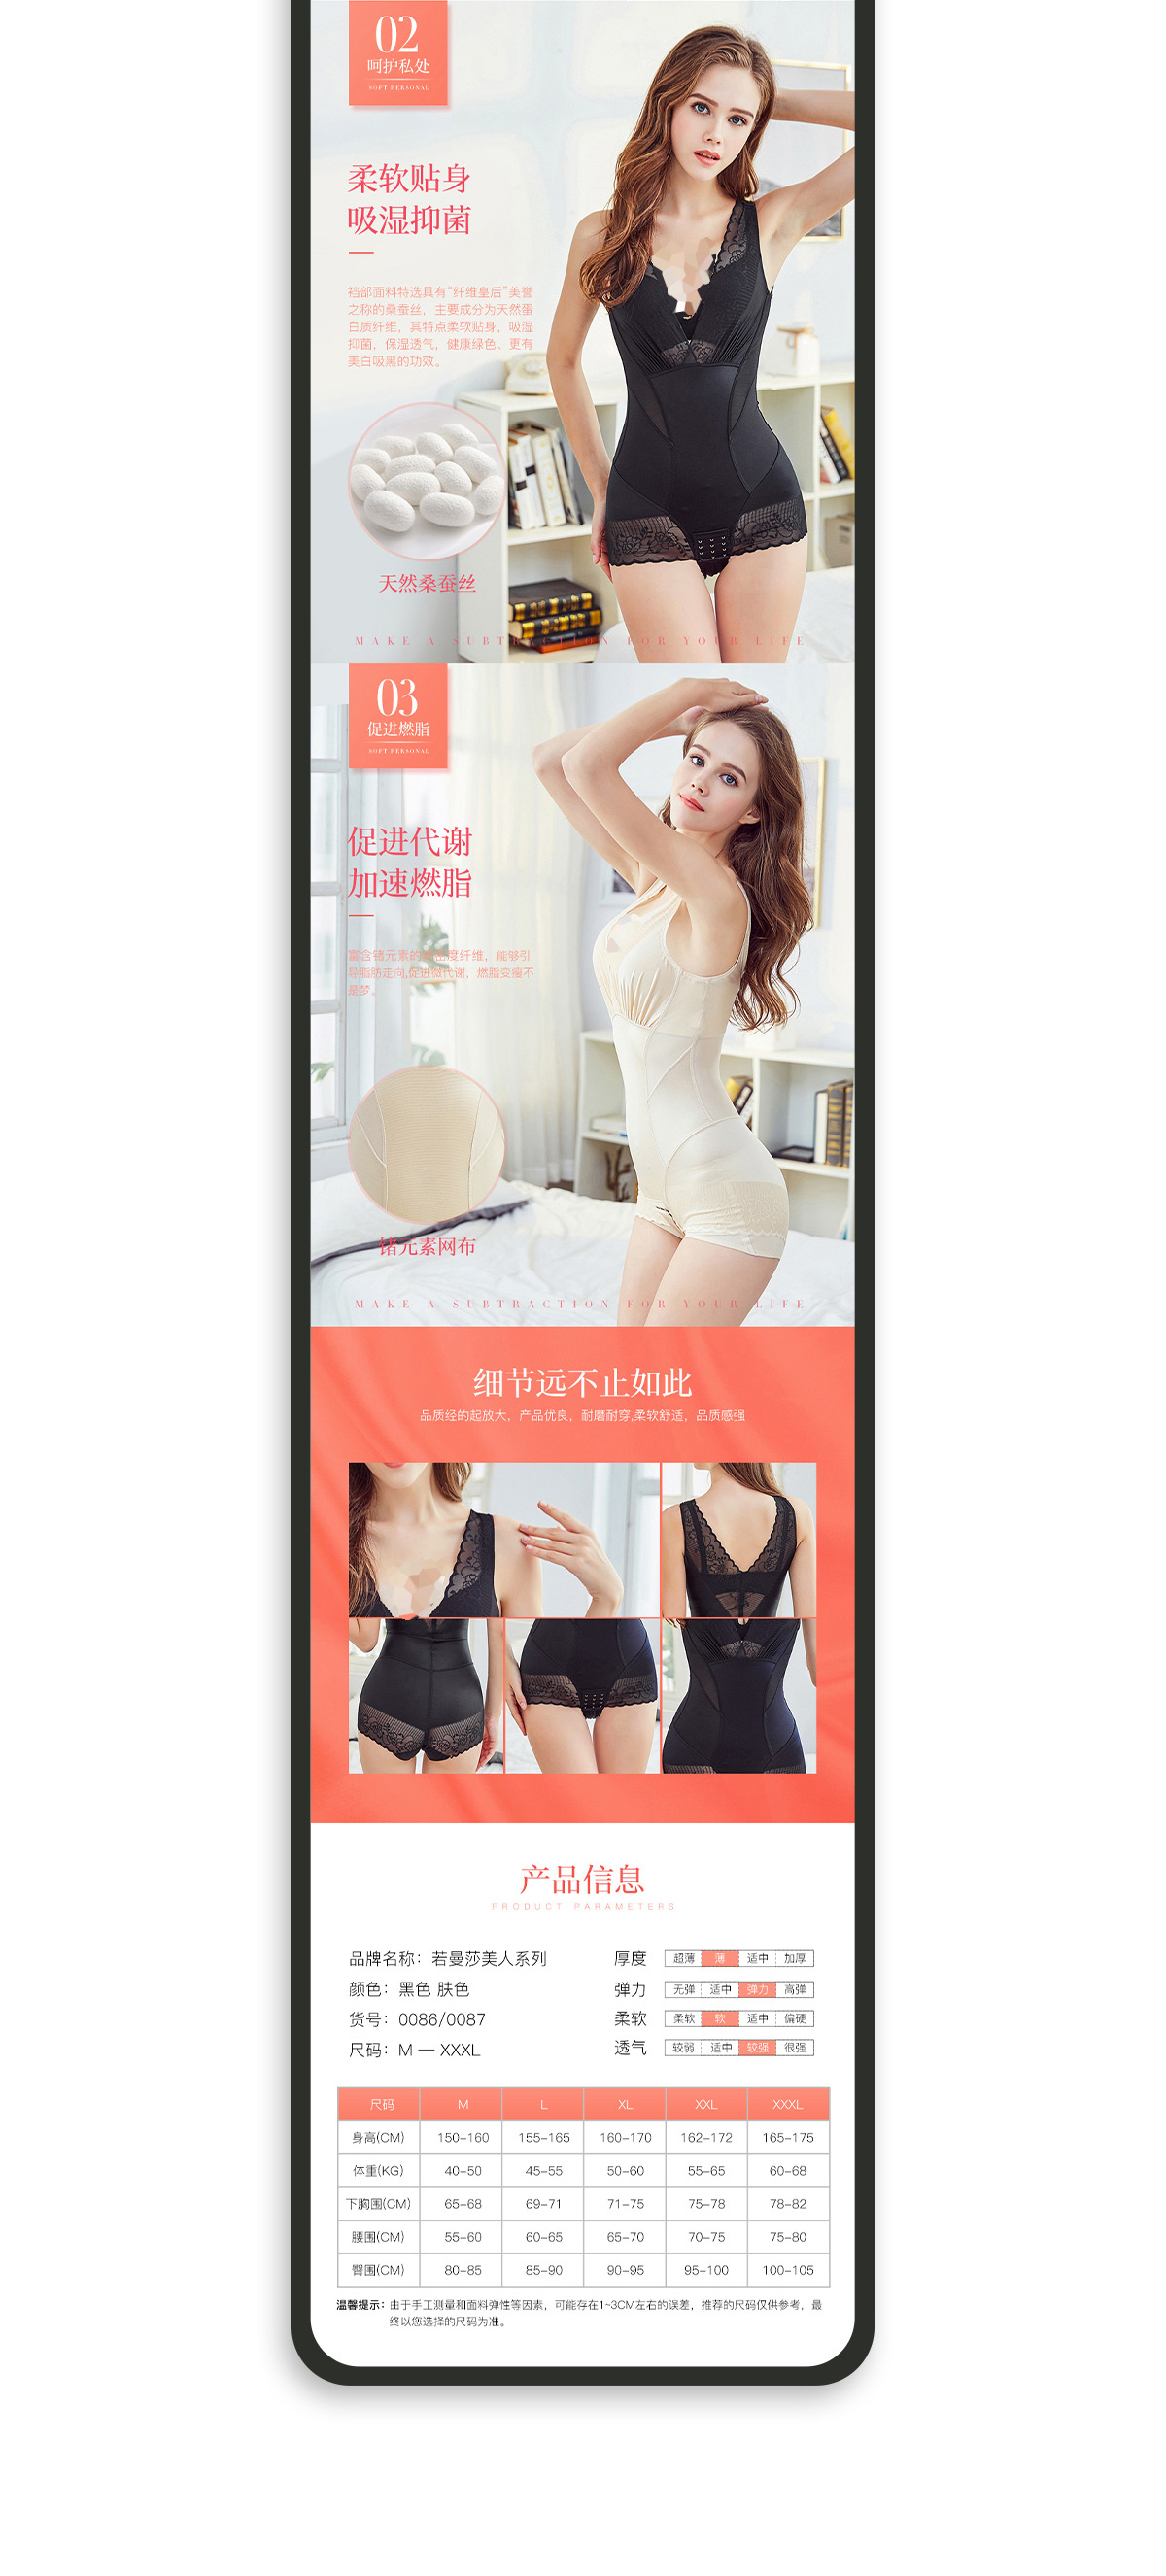 02
呵护私处
SOFT PERSONAL
柔软贴身
吸湿抑菌
裆部面料特选具有“纤维皇后”美誉
之称的桑蚕丝，主要成分为天然蛋
白质纤维，其特点柔软贴身，吸湿
抑菌，保湿透气，健康绿色、更有
美白吸黑的功效。
天然桑蚕丝
MAKE A SUBTRACTION FOR YOUR LIFE
03
促进燃脂
SOFT PERSONAL
促进代谢
加速燃脂
富含锗元素的高密度纤维，能够引
导脂肪走向,促进微代谢，燃脂变瘦不
是梦。
锗元素网布
MAKE A SUBTRACTION FOR YOUR LIFE
细节远不止如此
品质经的起放大，产品优良，耐磨耐穿,柔软舒适，品质感强
产品信息
PRODUCT PARAMETERS
品牌名称：若曼莎美人系列
颜色：黑色 肤色
货号：0086/0087
尺码：M — XXXL
厚度 超薄 薄 适中 加厚
弹力 无弹 适中 弹力 高弹
柔软 柔软 软 适中 偏硬
透气 较弱 适中 较强 很强
尺码 M L XL XXL XXXL
身高(CM) 150-160 155-165 160-170 162-172 165-175
体重(KG) 40-50 45-55 50-60 55-65 60-68
下胸围(CM) 65-68 69-71 71-75 75-78 78-82
腰围(CM) 55-60 60-65 65-70 70-75 75-80
臀围(CM) 80-85 85-90 90-95 95-100 100-105
温馨提示：由于手工测量和面料弹性等因素，可能存在1~3CM左右的误差，推荐的尺码仅供参考，最
终以您选择的尺码为准。